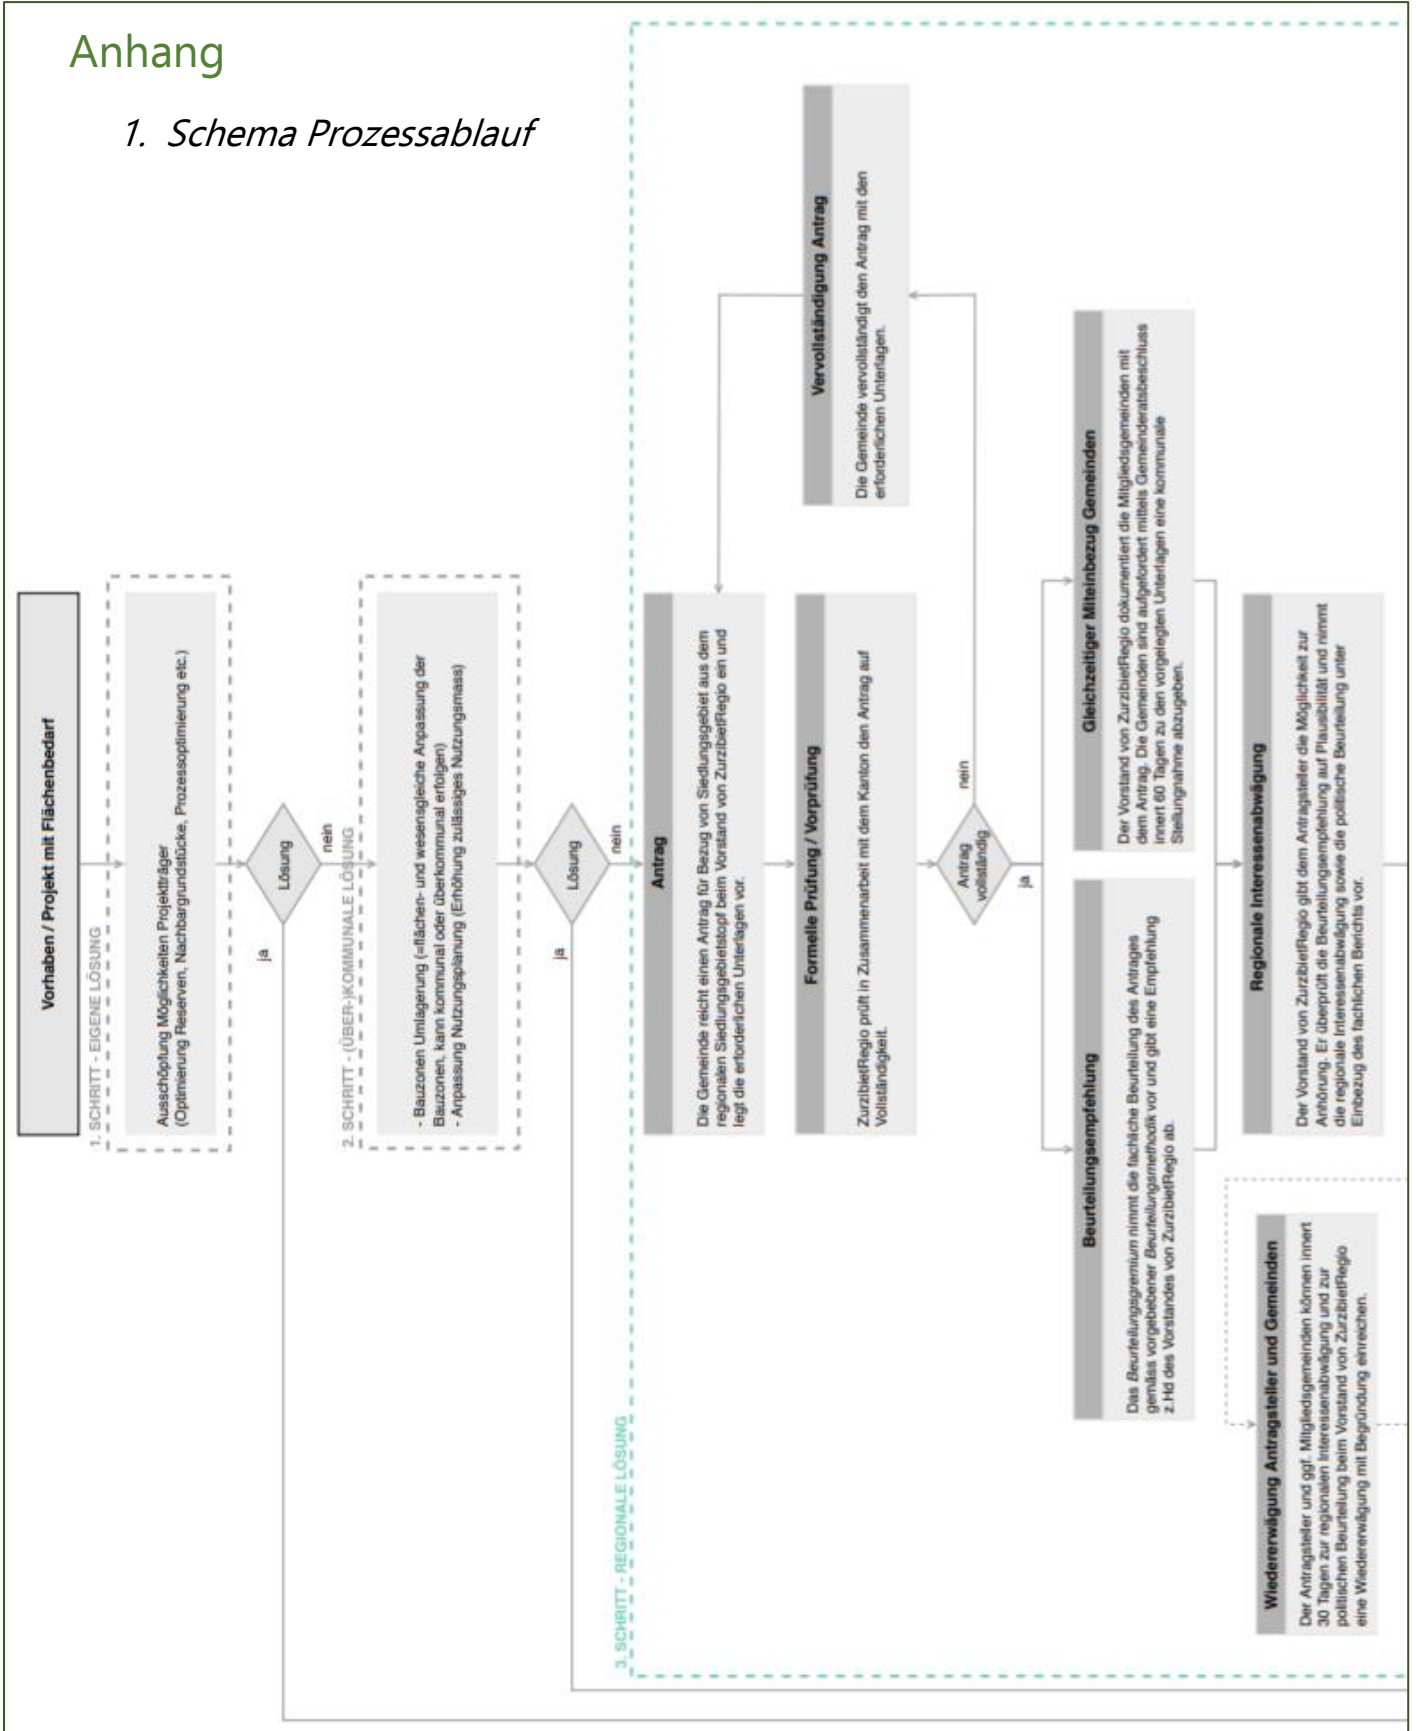 Anhang
1. Schema Prozessablauf
Vorhaben / Projekt mit Flächenbedarf
1. SCHRITT - EIGENE LÖSUNG
Ausschöpfung Möglichkeiten Projektträger
(Optimierung Reserven, Nachbargrundstücke, Prozessoptimierung etc.)
Lösung
ja
nein
2. SCHRITT - (ÜBER-)KOMMUNALE LÖSUNG
- Bauzonen Umlagerung (=flächen- und wesensgleiche Anpassung der
Bauzonen, kann kommunal oder überkommunal erfolgen)
- Anpassung Nutzungsplanung (Erhöhung zulässiges Nutzungsmass)
Lösung
ja
nein
3. SCHRITT - REGIONALE LÖSUNG
Antrag
Die Gemeinde reicht einen Antrag für Bezug von Siedlungsgebiet aus dem
regionalen Siedlungsgebietstopf beim Vorstand von ZurzibietRegio ein und
legt die erforderlichen Unterlagen vor.
Formelle Prüfung / Vorprüfung
ZurzibietRegio prüft in Zusammenarbeit mit dem Kanton den Antrag auf
Vollständigkeit.
Vervollständigung Antrag
Die Gemeinde vervollständigt den Antrag mit den
erforderlichen Unterlagen.
Antrag
vollständig
nein
ja
Beurteilungsempfehlung
Das Beurteilungsgremium nimmt die fachliche Beurteilung des Antrages
gemäss vorgebebener Beurteilungsmethodik vor und gibt eine Empfehlung
z.Hd des Vorstandes von ZurzibietRegio ab.
Gleichzeitiger Miteinbezug Gemeinden
Der Vorstand von ZurzibietRegio dokumentiert die Mitgliedsgemeinden mit
dem Antrag. Die Gemeinden sind aufgefordert mittels Gemeinderatsbeschluss
innert 60 Tagen zu den vorgelegten Unterlagen eine kommunale
Stellungnahme abzugeben.
Regionale Interessenabwägung
Der Vorstand von ZurzibietRegio gibt dem Antragsteller die Möglichkeit zur
Anhörung. Er überprüft die Beurteilungsempfehlung auf Plausibilität und nimmt
die regionale Interessenabwägung sowie die politische Beurteilung unter
Einbezug des fachlichen Berichts vor.
Wiedererwägung Antragsteller und Gemeinden
Der Antragsteller und ggf. Mitgliedsgemeinden können innert
30 Tagen zur regionalen Interessenabwägung und zur
politischen Beurteilung beim Vorstand von ZurzibietRegio
eine Wiedererwägung mit Begründung einreichen.